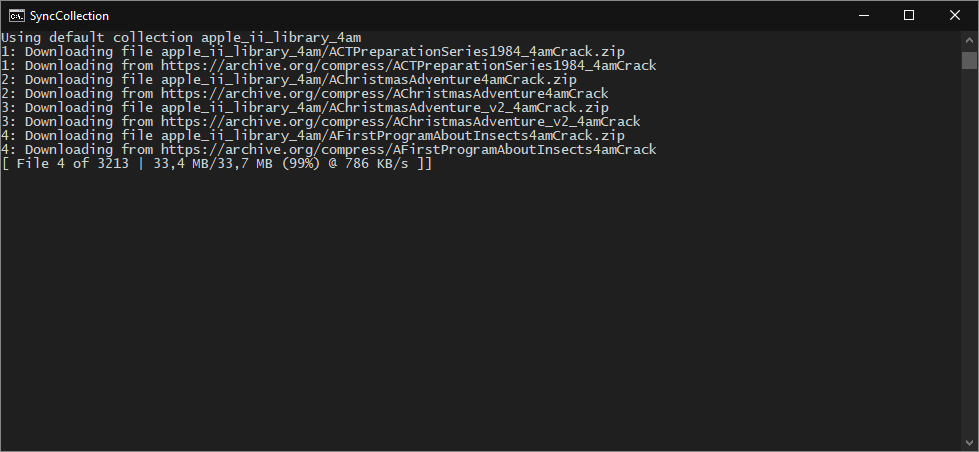 SyncCollection
Using default collection apple_ii_library_4am
1: Downloading file apple_ii_library_4am/ACTPreparationSeries1984_4amCrack.zip
1: Downloading from https://archive.org/compress/ACTPreparationSeries1984_4amCrack
2: Downloading file apple_ii_library_4am/AChristmasAdventure4amCrack.zip
2: Downloading from https://archive.org/compress/AChristmasAdventure4amCrack
3: Downloading file apple_ii_library_4am/AChristmasAdventure_v2_4amCrack.zip
3: Downloading from https://archive.org/compress/AChristmasAdventure_v2_4amCrack
4: Downloading file apple_ii_library_4am/AFirstProgramAboutInsects4amCrack.zip
4: Downloading from https://archive.org/compress/AFirstProgramAboutInsects4amCrack
[ File 4 of 3213 | 33,4 MB/33,7 MB (99%) @ 786 KB/s ]]